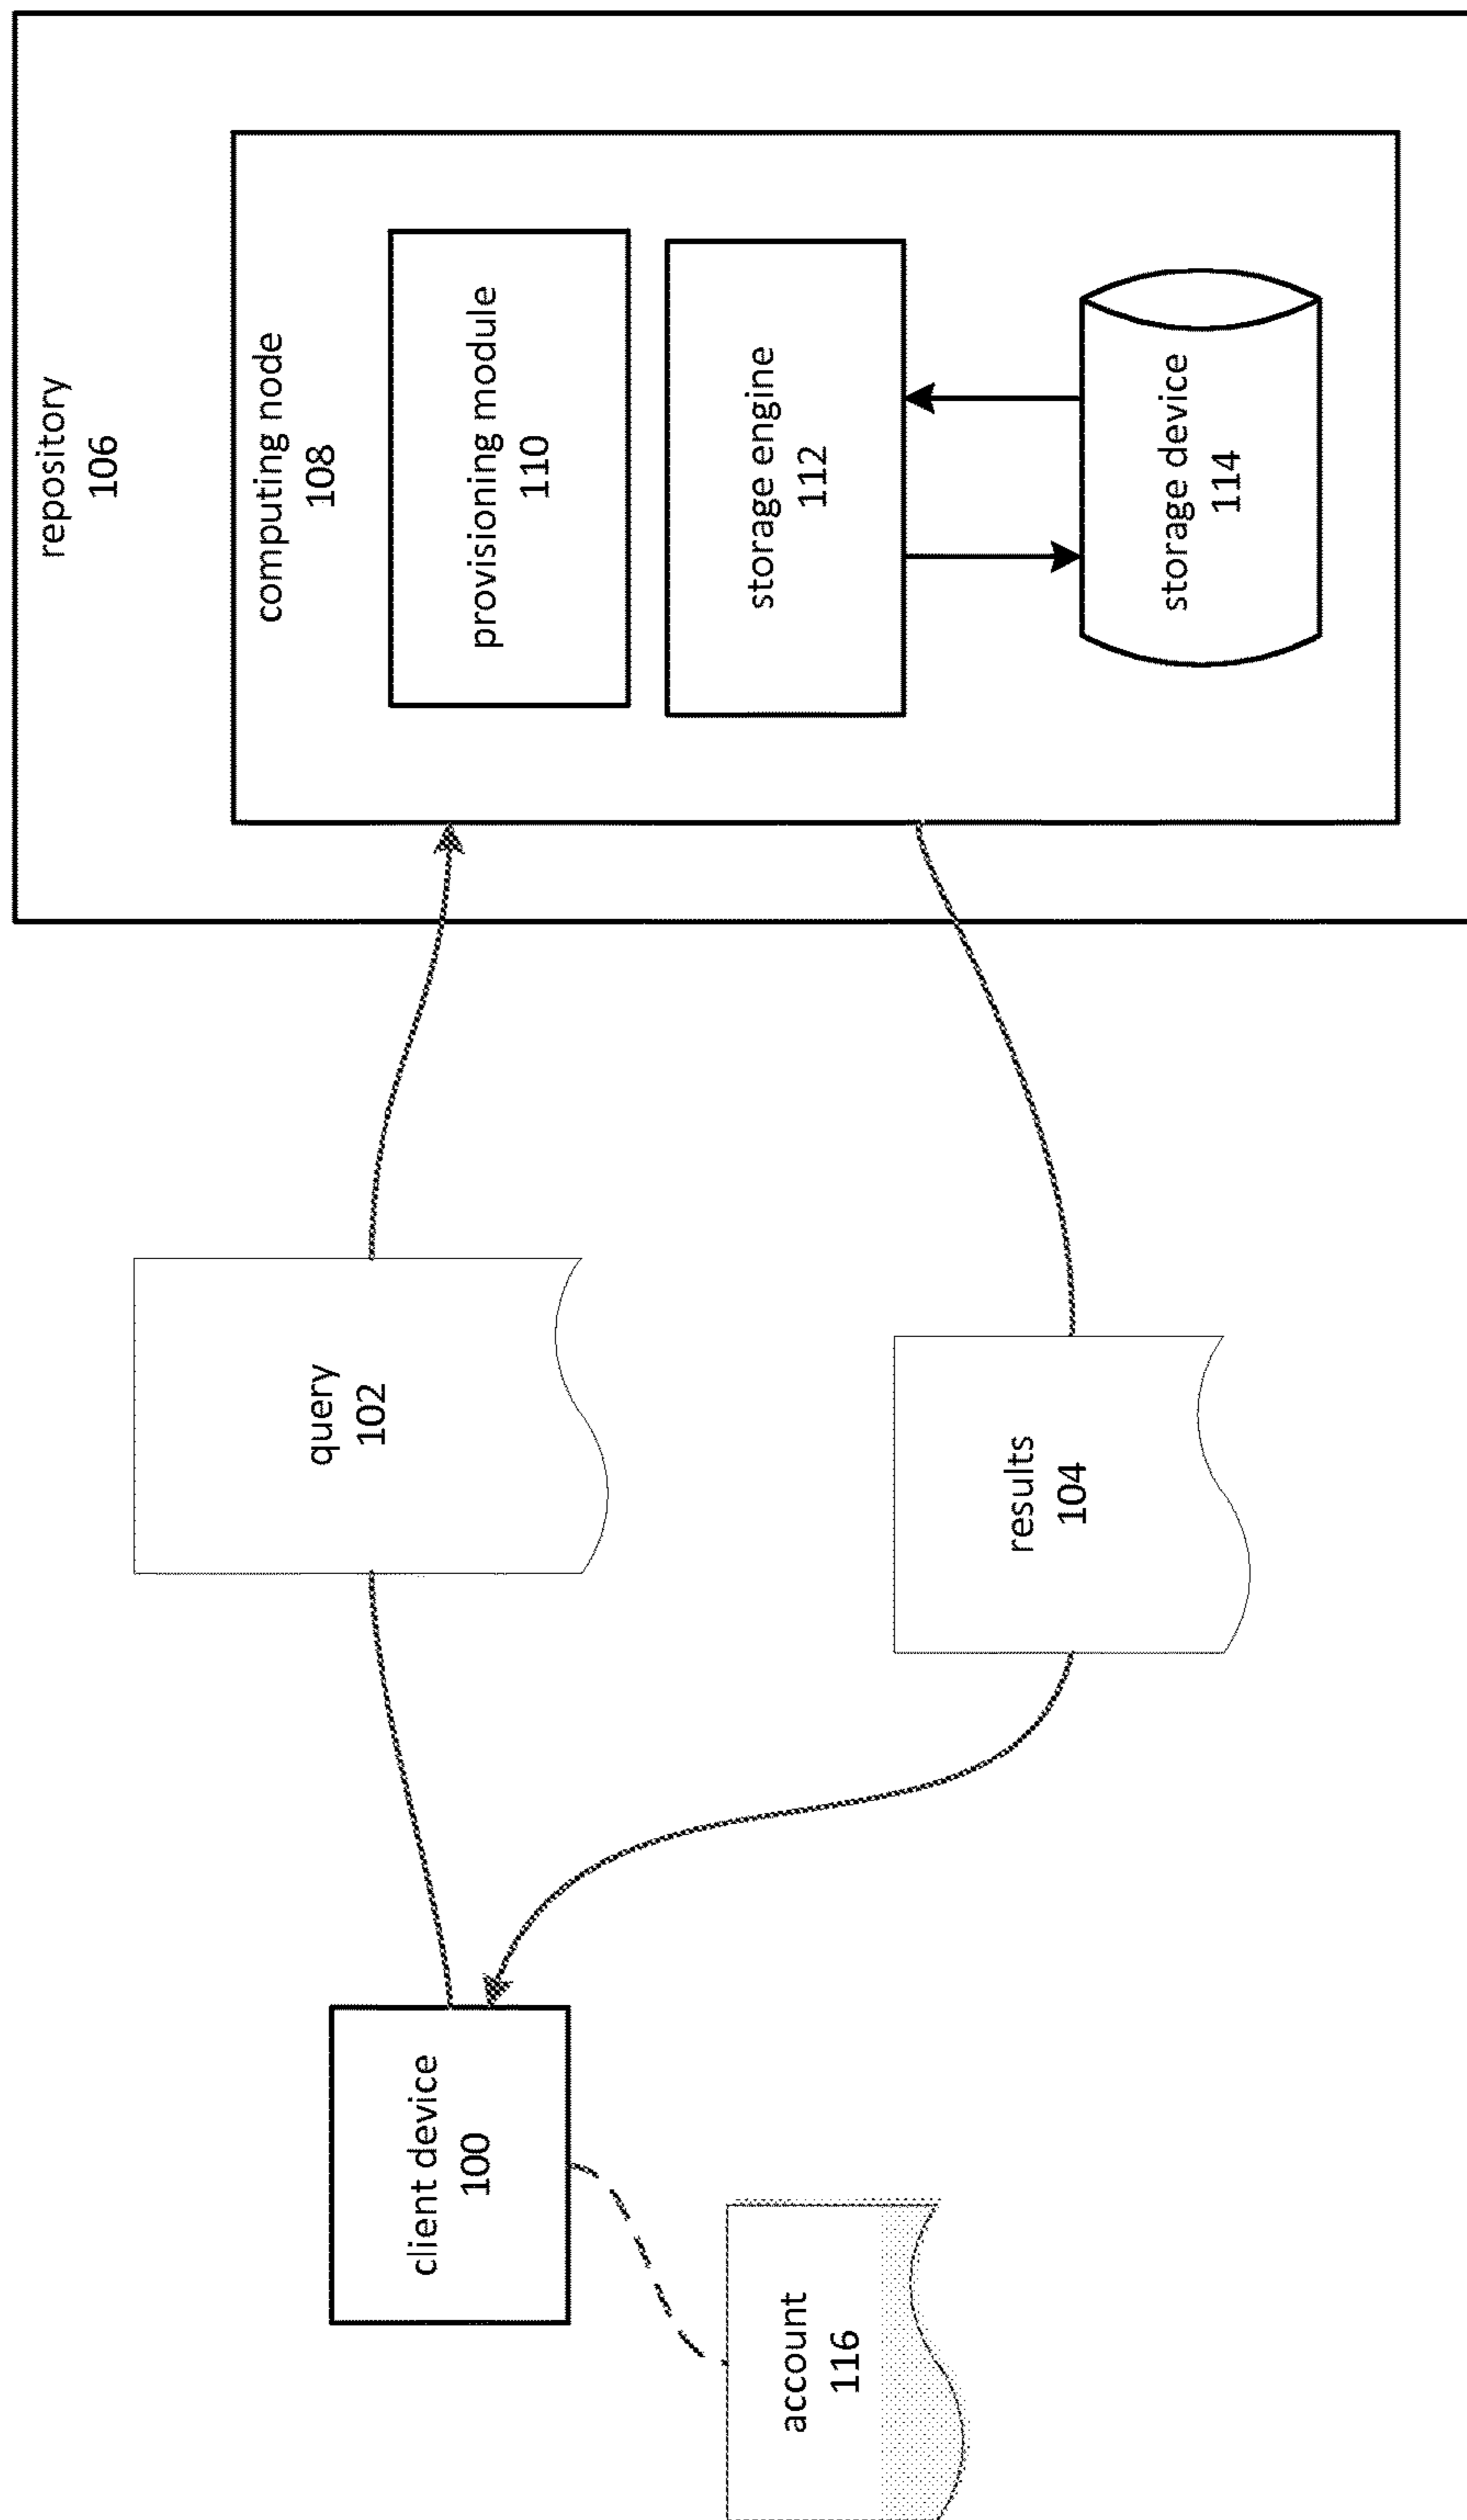 repository
106
computing node
108
provisioning module
110
storage engine
112
storage device
114
query
102
results
104
client device
100
account
116